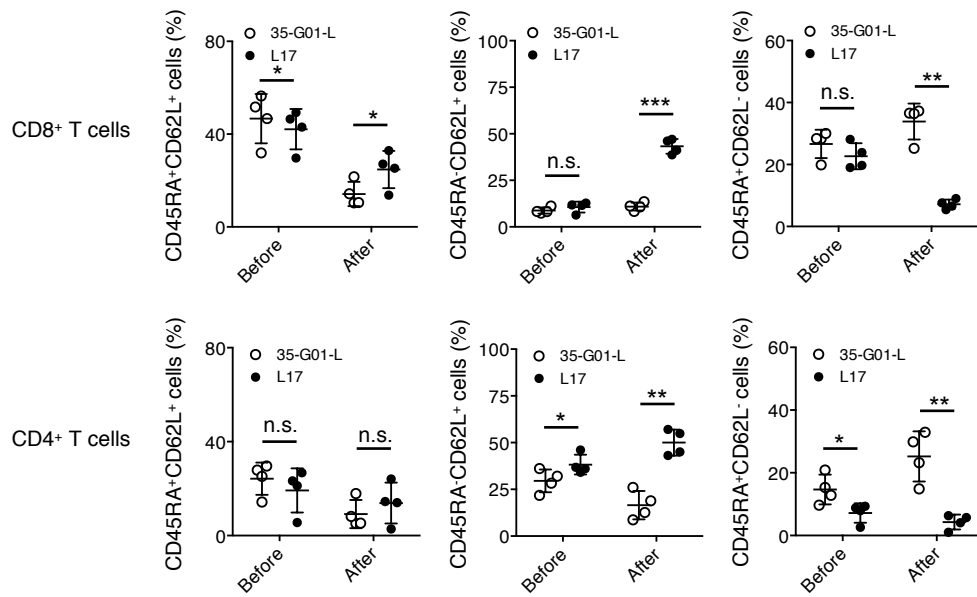 CD8⁺ T cells
CD45RA⁺CD62L⁺ cells (%)
80
40
0
35-G01-L
L17
*
*
Before
After
CD45RA⁻CD62L⁺ cells (%)
100
75
50
25
0
35-G01-L
L17
n.s.
***
Before
After
CD45RA⁺CD62L⁻ cells (%)
80
60
40
20
0
35-G01-L
L17
n.s.
**
Before
After
CD4⁺ T cells
CD45RA⁺CD62L⁺ cells (%)
80
40
0
35-G01-L
L17
n.s.
n.s.
Before
After
CD45RA⁻CD62L⁺ cells (%)
100
75
50
25
0
35-G01-L
L17
*
**
Before
After
CD45RA⁺CD62L⁻ cells (%)
60
40
20
0
35-G01-L
L17
*
**
Before
After